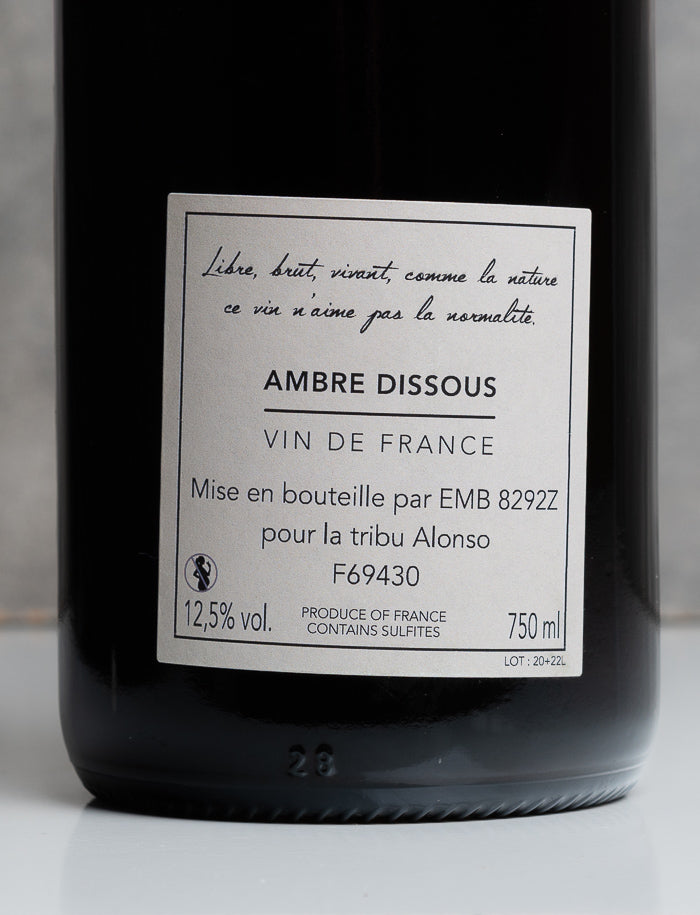 Libre, brut, vivant, comme la nature
ce vin n'aime pas la normalité.
AMBRE DISSOUS
VIN DE FRANCE
Mise en bouteille par EMB 8292Z
pour la tribu Alonso
F69430
12,5% vol.
PRODUCE OF FRANCE
CONTAINS SULFITES
750 ml
LOT : 20+22L
28